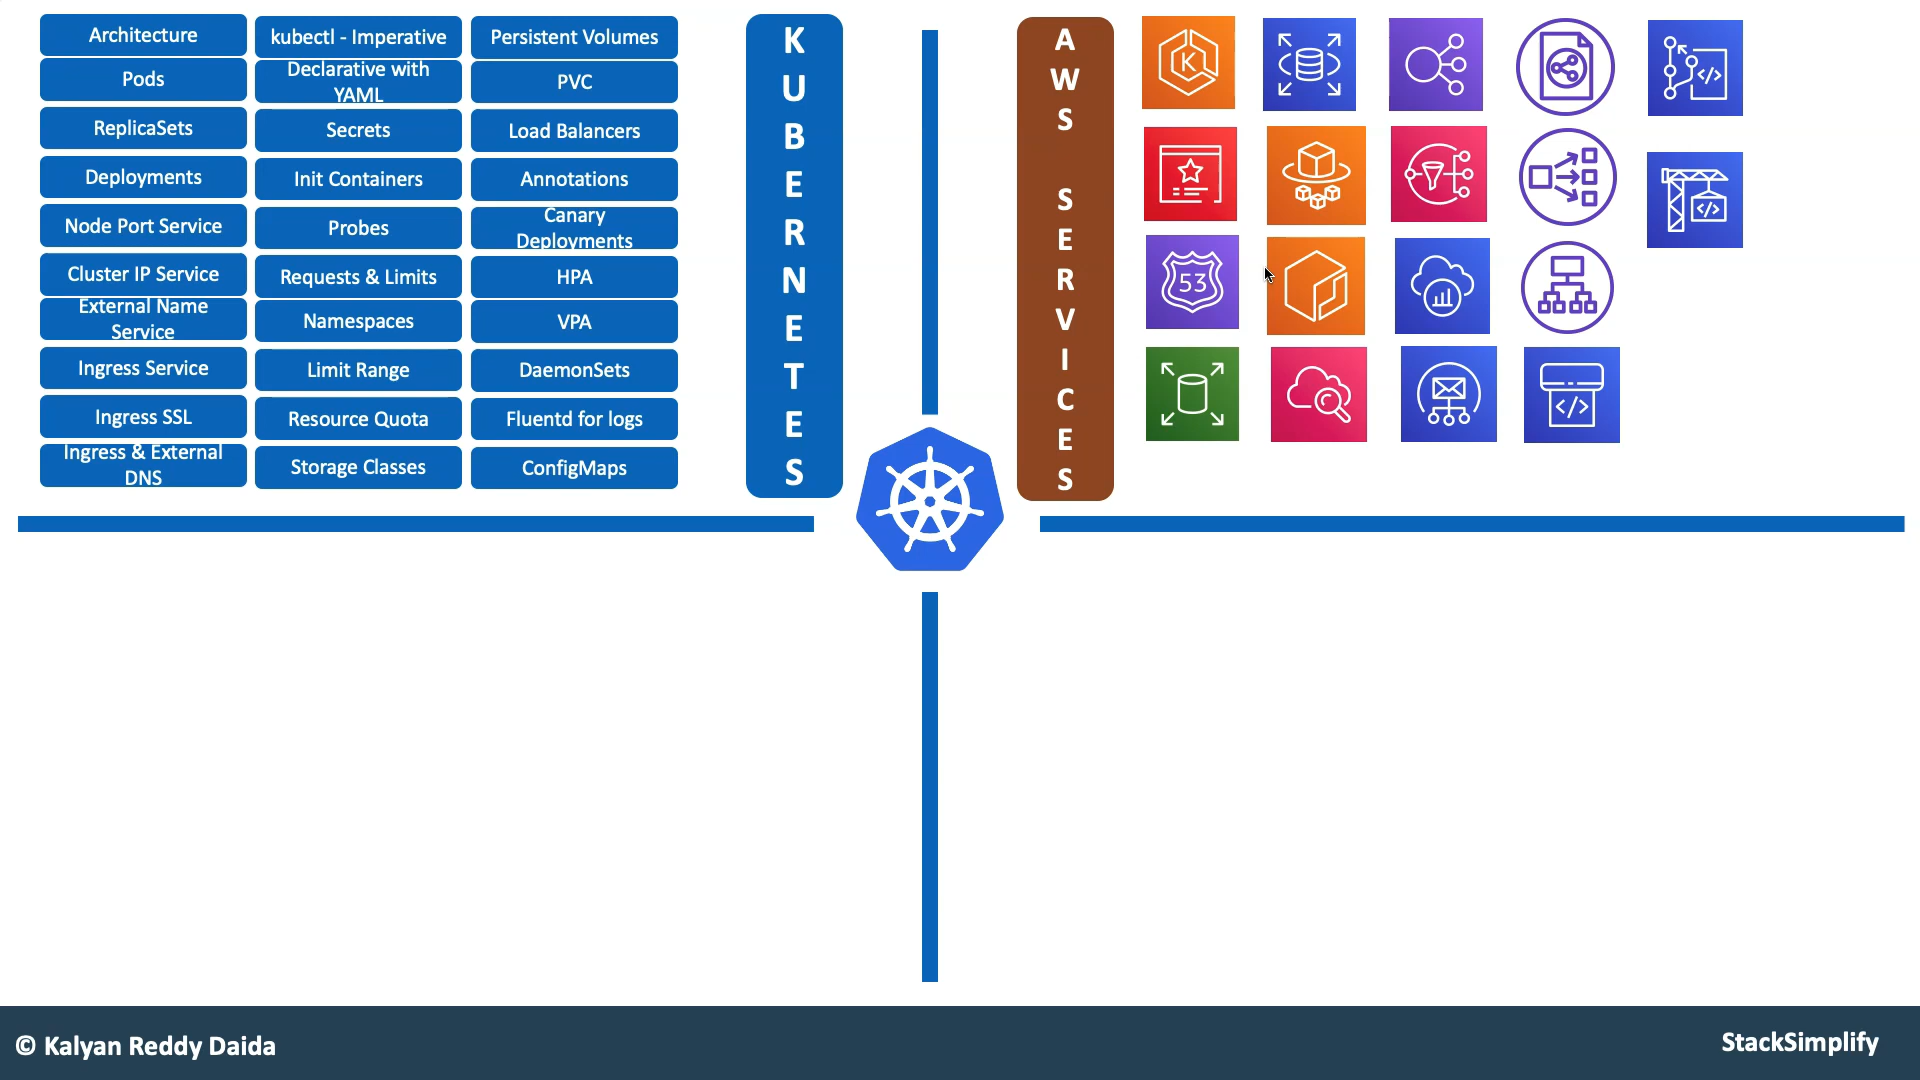 Architecture
Pods
ReplicaSets
Deployments
Node Port Service
Cluster IP Service
External Name
Service
Ingress Service
Ingress SSL
Ingress & External
DNS
kubectl - Imperative
Declarative with
YAML
Secrets
Init Containers
Probes
Requests & Limits
Namespaces
Limit Range
Resource Quota
Storage Classes
Persistent Volumes
PVC
Load Balancers
Annotations
Canary
Deployments
HPA
VPA
DaemonSets
Fluentd for logs
ConfigMaps
KUBERNETES
AWS SERVICES
K
</>
53
</>
</>
© Kalyan Reddy Daida
StackSimplify